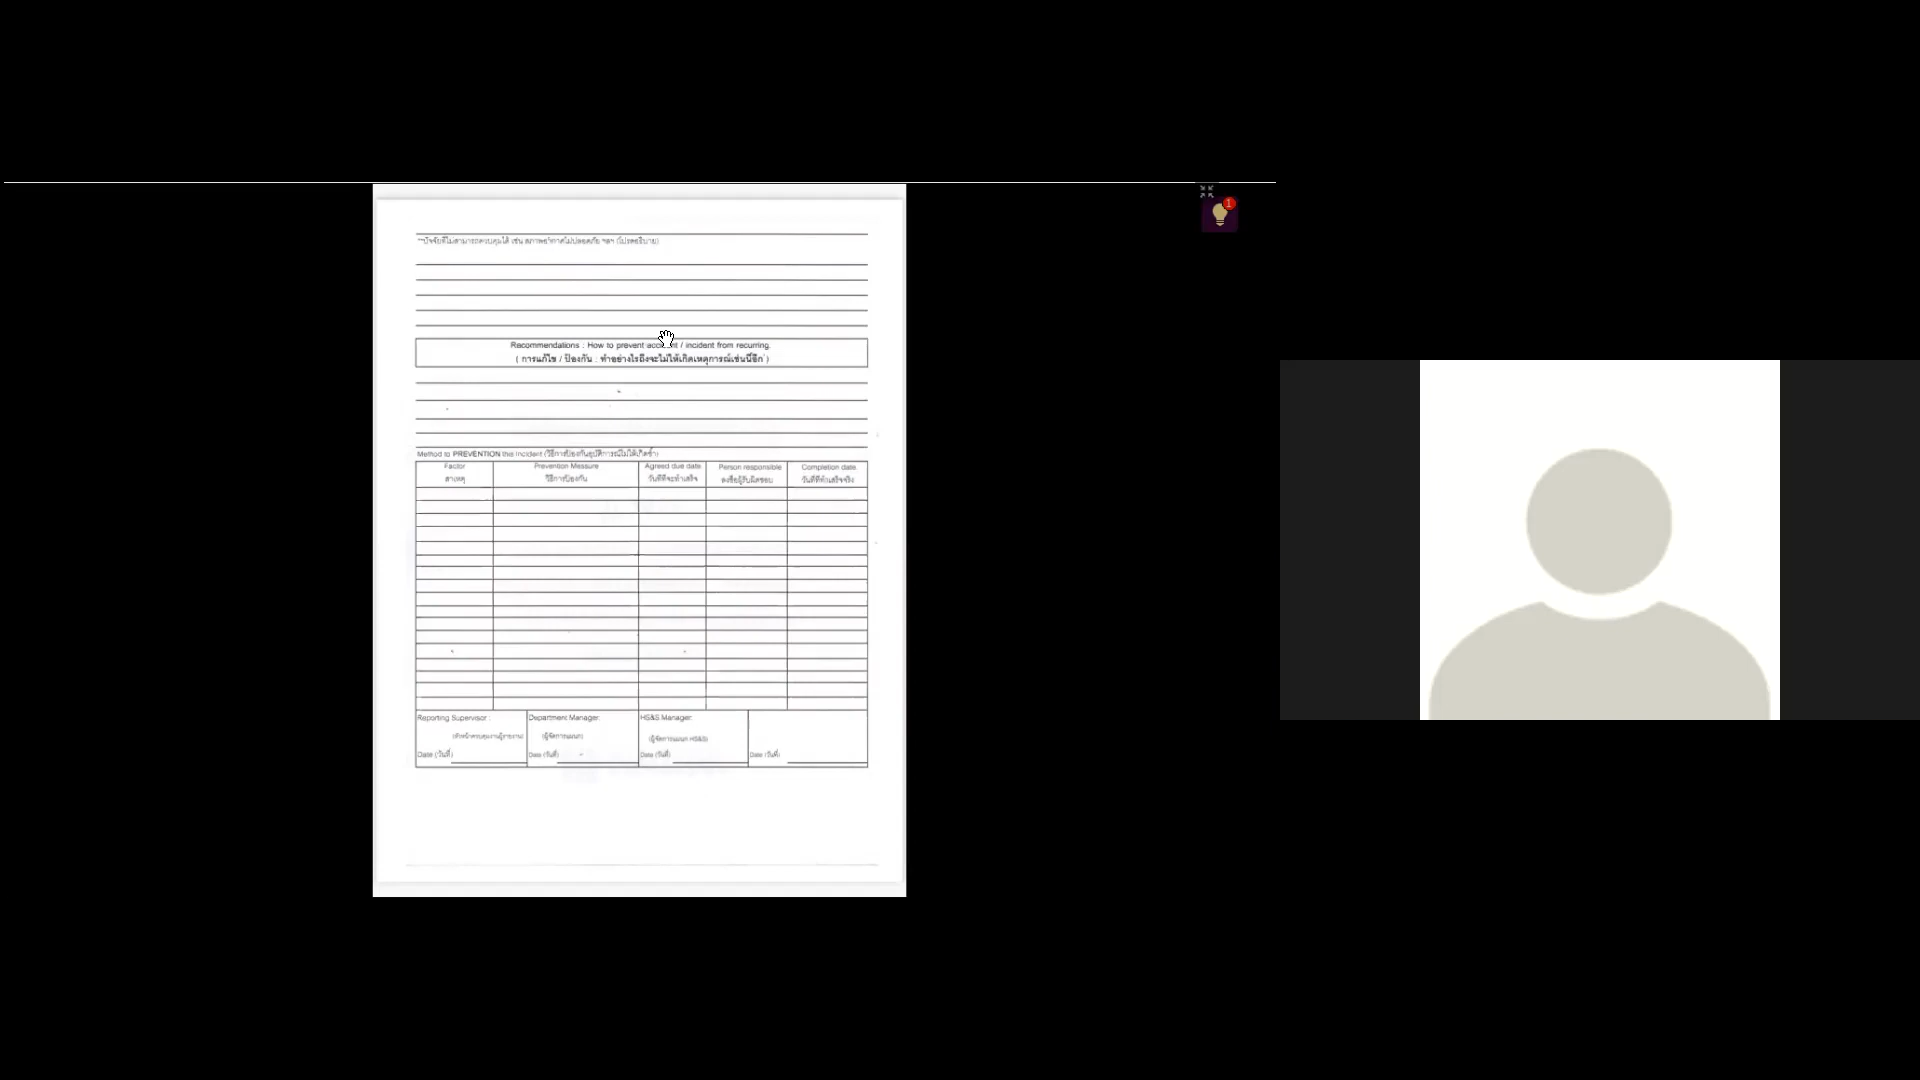 1
**ปัจจัยที่ไม่สามารถควบคุมได้ เช่น สภาพอากาศไม่ปลอดภัย ฯลฯ (โปรดอธิบาย)
Recommendations : How to prevent accident / incident from recurring.
( การแก้ไข / ป้องกัน : ทำอย่างไรถึงจะไม่ให้เกิดเหตุการณ์เช่นนี้อีก )
Method to PREVENTION this Incident (วิธีการป้องกันอุบัติการณ์ไม่ให้เกิดซ้ำ)
Factor Prevention Measure Agreed due date Person responsible Completion date.
สาเหตุ วิธีการป้องกัน วันที่ที่จะทำเสร็จ ลงชื่อผู้รับผิดชอบ วันที่ที่ทำเสร็จจริง
Reporting Supervisor : Department Manager: HS&S Manager:
(หัวหน้าควบคุมงานผู้รายงาน) (ผู้จัดการแผนก) (ผู้จัดการแผนก HS&S)
Date (วันที่) Date (วันที่) Date (วันที่) Date (วันที่)